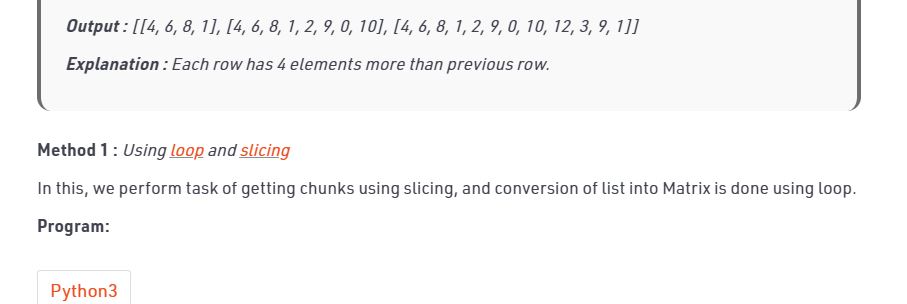 Output : [[4, 6, 8, 1], [4, 6, 8, 1, 2, 9, 0, 10], [4, 6, 8, 1, 2, 9, 0, 10, 12, 3, 9, 1]]
Explanation : Each row has 4 elements more than previous row.
Method 1 : Using loop and slicing
In this, we perform task of getting chunks using slicing, and conversion of list into Matrix is done using loop.
Program:
Python3